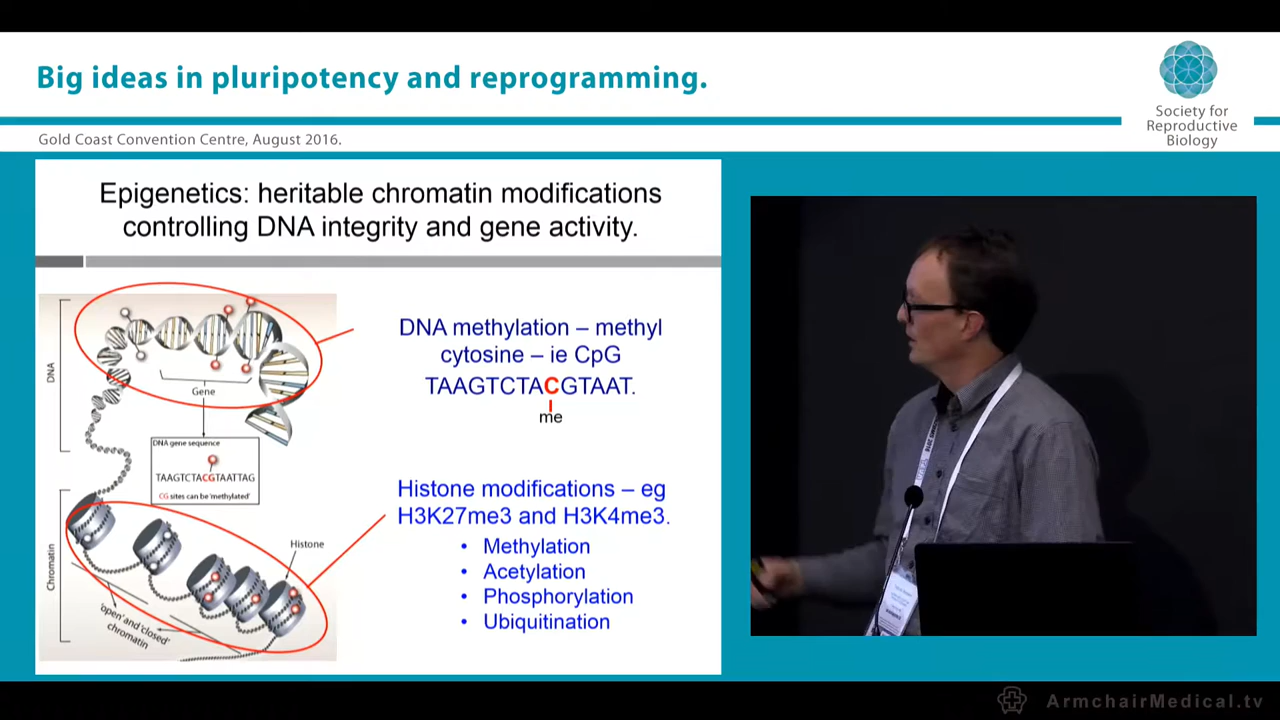 Big ideas in pluripotency and reprogramming.
Society for
Reproductive
Biology
Gold Coast Convention Centre, August 2016.
Epigenetics: heritable chromatin modifications
controlling DNA integrity and gene activity.
DNA
Gene
DNA gene sequence
TAAGTCTACGTAATTAG
CG sites can be 'methylated'
Chromatin
Histone
'open' and 'closed'
chromatin
DNA methylation – methyl
cytosine – ie CpG
TAAGTCTACGTAAT.
me
Histone modifications – eg
H3K27me3 and H3K4me3.
• Methylation
• Acetylation
• Phosphorylation
• Ubiquitination
ArmchairMedical.tv